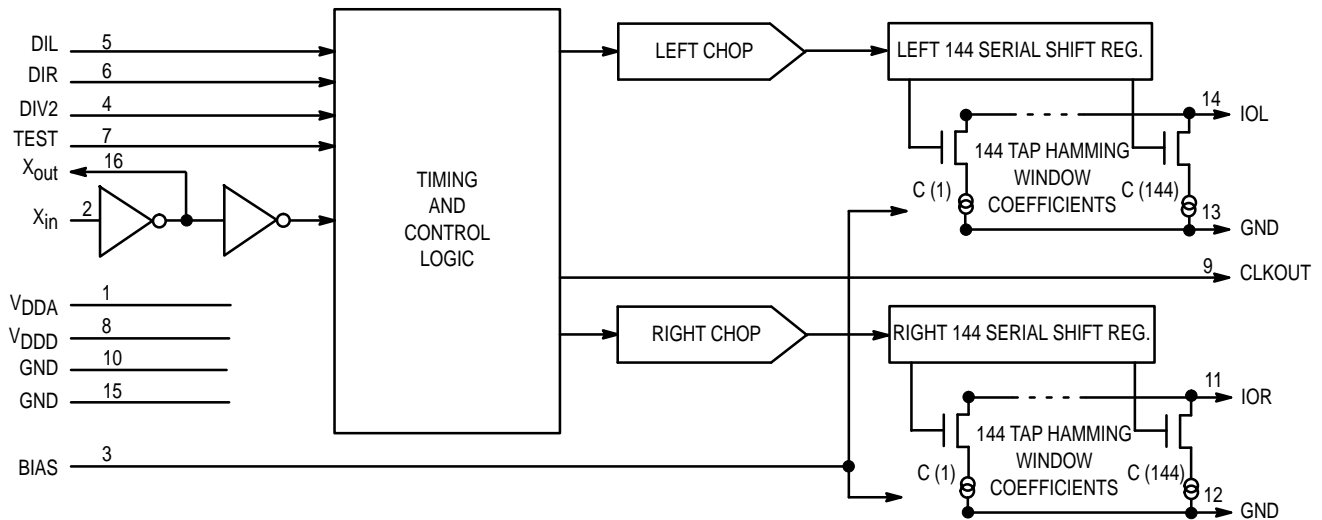 DIL 5
DIR 6
DIV2 4
TEST 7
Xout 16
Xin 2
VDDA 1
VDDD 8
GND 10
GND 15
BIAS 3
TIMING
AND
CONTROL
LOGIC
LEFT CHOP
LEFT 144 SERIAL SHIFT REG.
14 IOL
144 TAP HAMMING
WINDOW
COEFFICIENTS
C (1)
C (144)
13 GND
9 CLKOUT
RIGHT CHOP
RIGHT 144 SERIAL SHIFT REG.
11 IOR
144 TAP HAMMING
WINDOW
COEFFICIENTS
C (1)
C (144)
12 GND